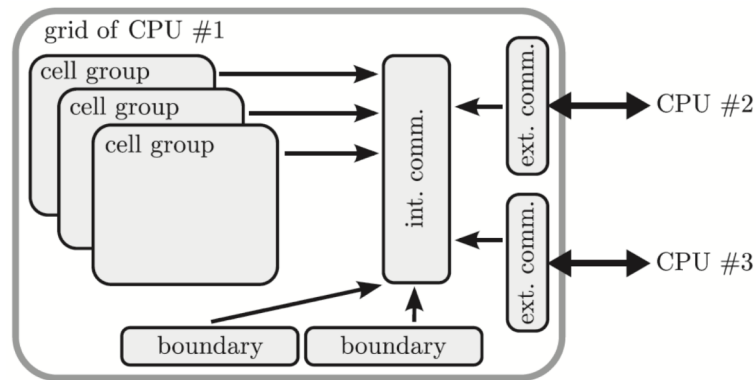 grid of CPU #1
cell group
cell group
cell group
int. comm.
ext. comm.
CPU #2
ext. comm.
CPU #3
boundary
boundary